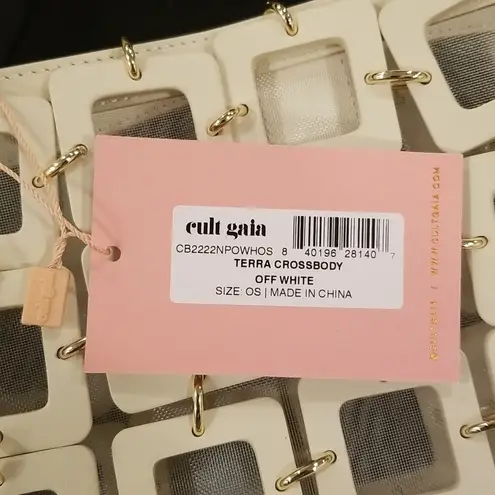 cult gaia
CB2222NPOWHOS 8 40196 28140 7
TERRA CROSSBODY
OFF WHITE
SIZE: OS | MADE IN CHINA
WWW.CULTGAIA.COM